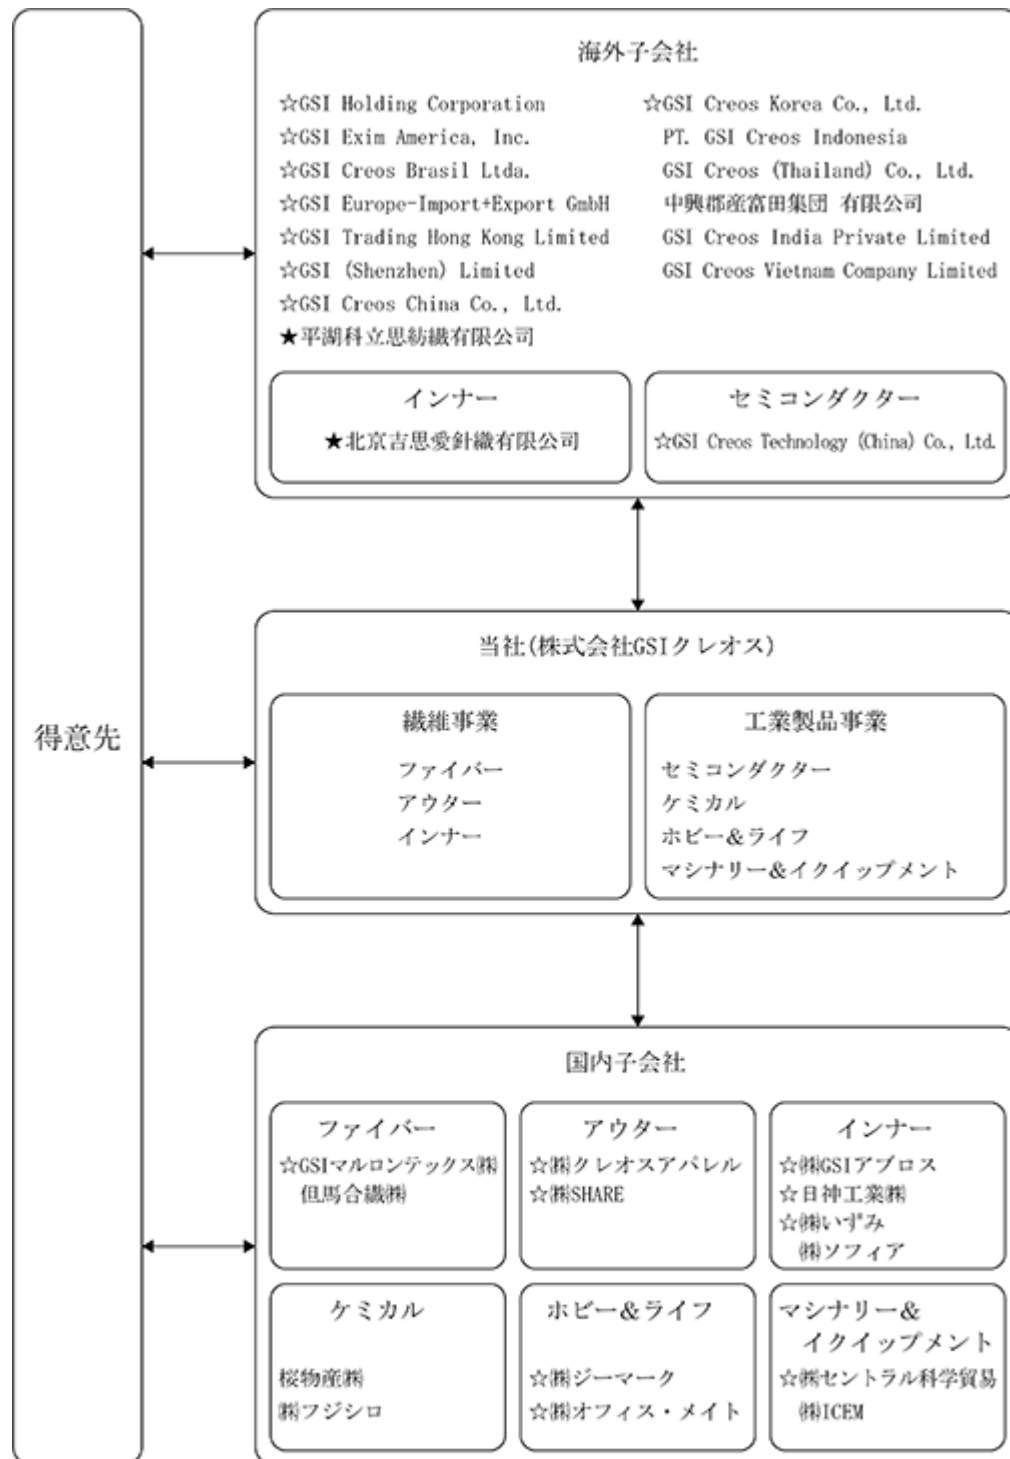 得意先
海外子会社
☆GSI Holding Corporation
☆GSI Exim America, Inc.
☆GSI Creos Brasil Ltda.
☆GSI Europe-Import+Export GmbH
☆GSI Trading Hong Kong Limited
☆GSI (Shenzhen) Limited
☆GSI Creos China Co., Ltd.
★平湖科立思紡織有限公司
☆GSI Creos Korea Co., Ltd.
PT. GSI Creos Indonesia
GSI Creos (Thailand) Co., Ltd.
中興郡産富田集団 有限公司
GSI Creos India Private Limited
GSI Creos Vietnam Company Limited
インナー
★北京吉思愛針織有限公司
セミコンダクター
☆GSI Creos Technology (China) Co., Ltd.
当社(株式会社GSIクレオス)
繊維事業
ファイバー
アウター
インナー
工業製品事業
セミコンダクター
ケミカル
ホビー&ライフ
マシナリー&イクイップメント
国内子会社
ファイバー
☆GSIマルロンテックス㈱
但馬合繊㈱
アウター
☆㈱クレオスアパレル
☆㈱SHARE
インナー
☆㈱GSIアブロス
☆日神工業㈱
☆㈱いずみ
㈱ソフィア
ケミカル
桜物産㈱
㈱フジシロ
ホビー&ライフ
☆㈱ジーマーク
☆㈱オフィス・メイト
マシナリー&
イクイップメント
☆㈱セントラル科学貿易
㈱ICEM